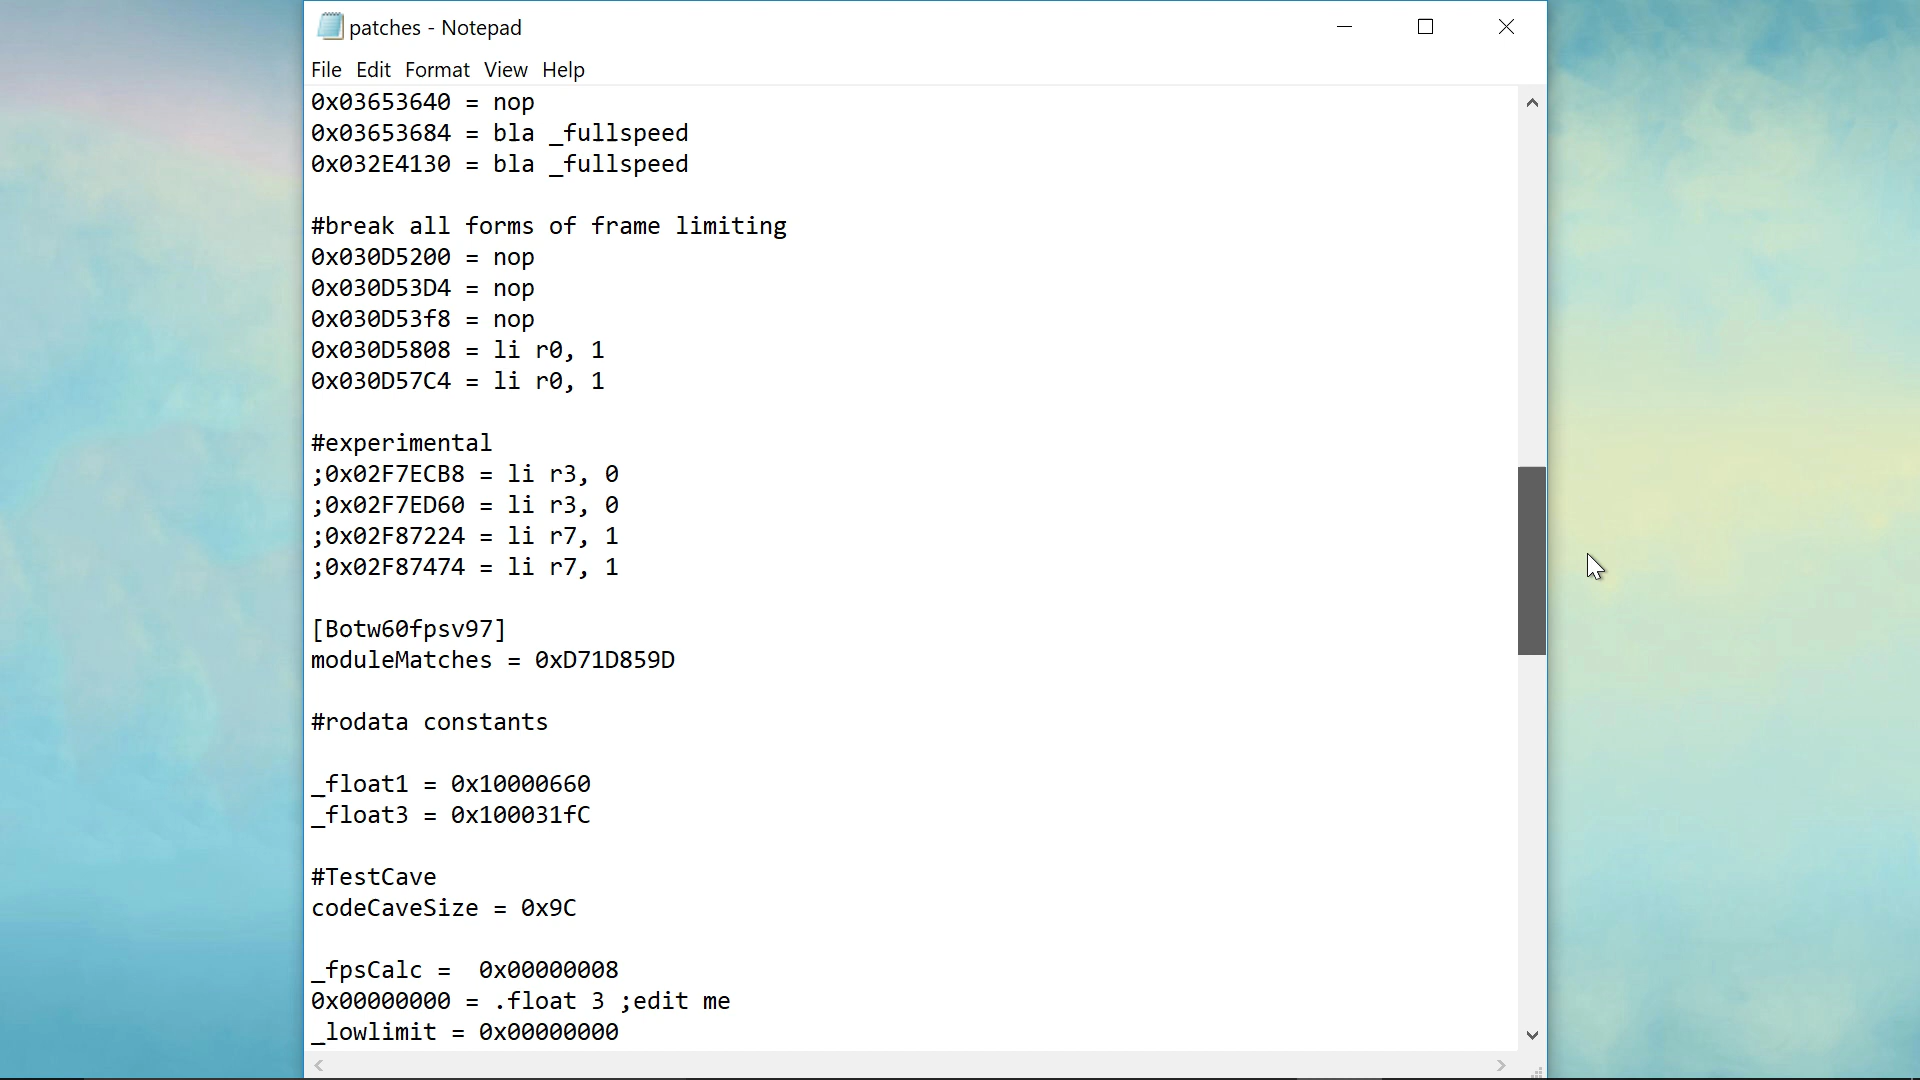 patches - Notepad
File Edit Format View Help
0x03653640 = nop
0x03653684 = bla _fullspeed
0x032E4130 = bla _fullspeed
#break all forms of frame limiting
0x030D5200 = nop
0x030D53D4 = nop
0x030D53f8 = nop
0x030D5808 = li r0, 1
0x030D57C4 = li r0, 1
#experimental
;0x02F7ECB8 = li r3, 0
;0x02F7ED60 = li r3, 0
;0x02F87224 = li r7, 1
;0x02F87474 = li r7, 1
[Botw60fpsv97]
moduleMatches = 0xD71D859D
#rodata constants
_float1 = 0x10000660
_float3 = 0x100031fC
#TestCave
codeCaveSize = 0x9C
_fpsCalc =  0x00000008
0x00000000 = .float 3 ;edit me
_lowlimit = 0x00000000